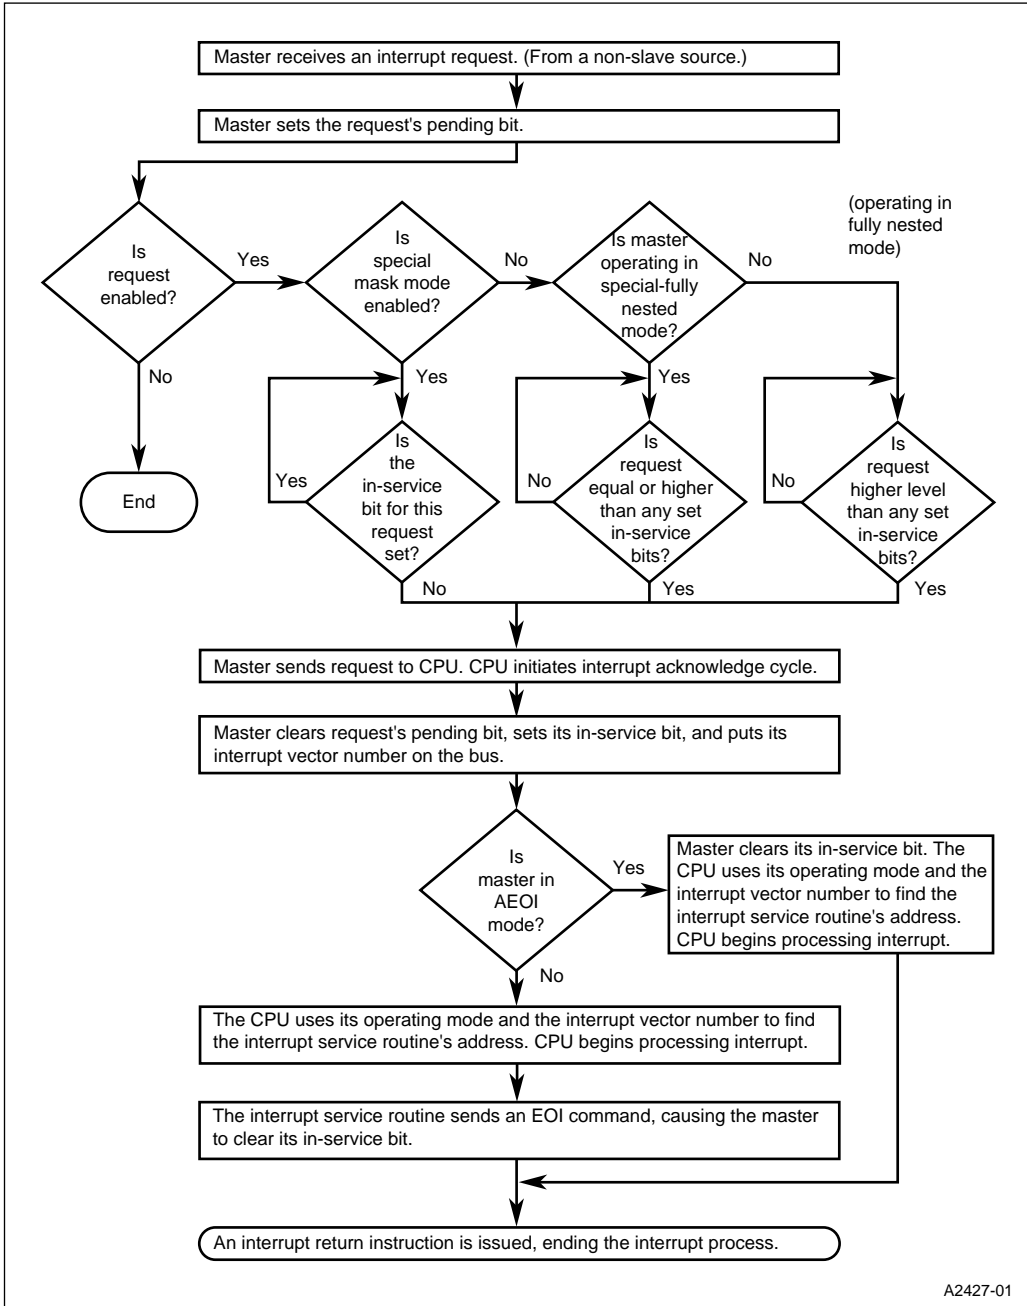 Master receives an interrupt request. (From a non-slave source.)
Master sets the request's pending bit.
(operating in
fully nested
mode)
Is
request
enabled?
Yes
No
End
Is
special
mask mode
enabled?
No
Yes
Is master
operating in
special-fully
nested
mode?
No
Yes
Is
the
in-service
bit for this
request
set?
Yes
No
Is
request
equal or higher
than any set
in-service
bits?
No
Yes
Is
request
higher level
than any set
in-service
bits?
No
Yes
Master sends request to CPU. CPU initiates interrupt acknowledge cycle.
Master clears request's pending bit, sets its in-service bit, and puts its
interrupt vector number on the bus.
Is
master in
AEOI
mode?
Yes
No
Master clears its in-service bit. The
CPU uses its operating mode and the
interrupt vector number to find the
interrupt service routine's address.
CPU begins processing interrupt.
The CPU uses its operating mode and the interrupt vector number to find
the interrupt service routine's address. CPU begins processing interrupt.
The interrupt service routine sends an EOI command, causing the master
to clear its in-service bit.
An interrupt return instruction is issued, ending the interrupt process.
A2427-01